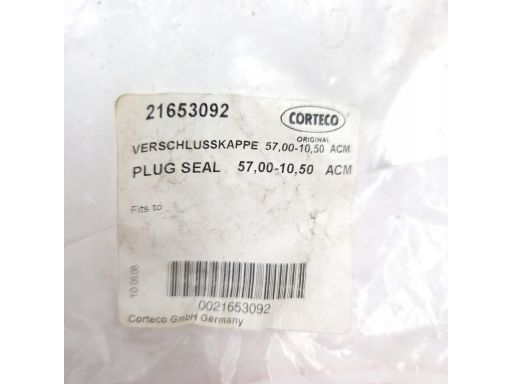 21653092
CORTECO
ORIGINAL
VERSCHLUSSKAPPE 57,00-10,50 ACM
PLUG SEAL 57,00-10,50 ACM
Fits to
10.06.08
0021653092
Corteco GmbH Germany